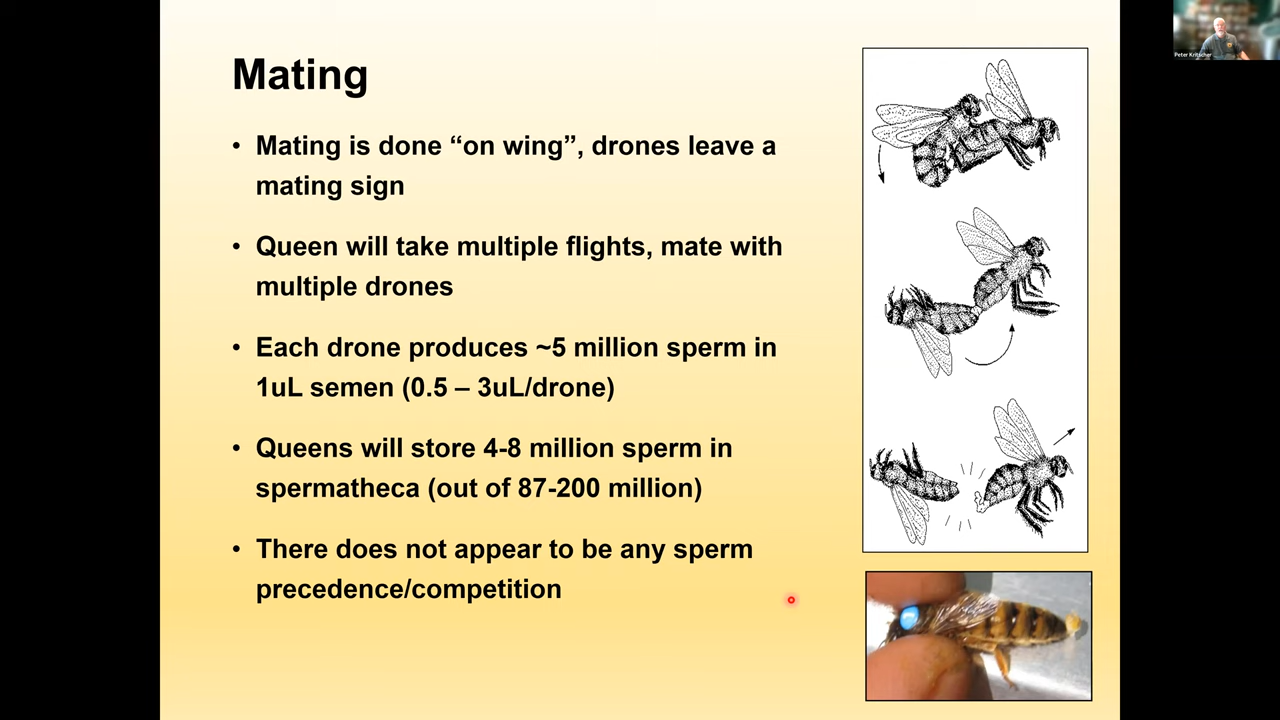 Mating
• Mating is done “on wing”, drones leave a
mating sign
• Queen will take multiple flights, mate with
multiple drones
• Each drone produces ~5 million sperm in
1uL semen (0.5 – 3uL/drone)
• Queens will store 4-8 million sperm in
spermatheca (out of 87-200 million)
• There does not appear to be any sperm
precedence/competition
Peter Kritscher